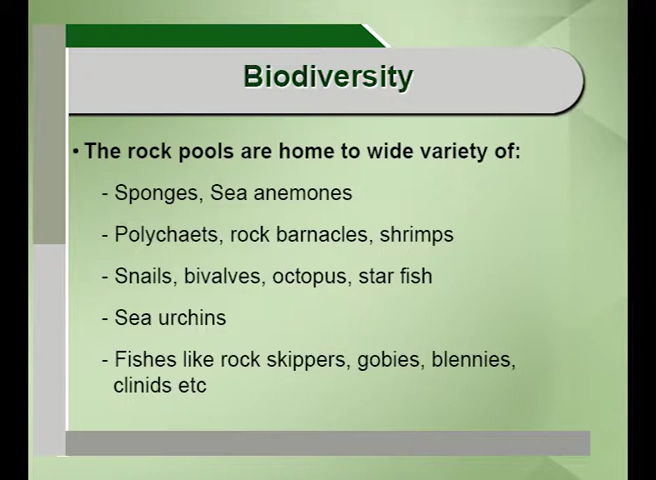 Biodiversity
• The rock pools are home to wide variety of:
- Sponges, Sea anemones
- Polychaets, rock barnacles, shrimps
- Snails, bivalves, octopus, star fish
- Sea urchins
- Fishes like rock skippers, gobies, blennies,
clinids etc